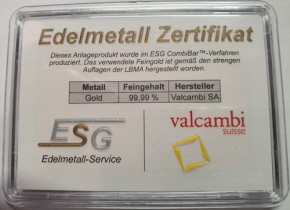 Edelmetall Zertifikat
Dieses Anlageprodukt wurde im ESG CombiBar™-Verfahren
produziert. Das verwendete Feingold ist gemäß den strengen
Auflagen der LBMA hergestellt worden.
Metall Feingehalt Hersteller
Gold 99,99 % Valcambi SA
ESG
Edelmetall-Service
valcambi
suisse